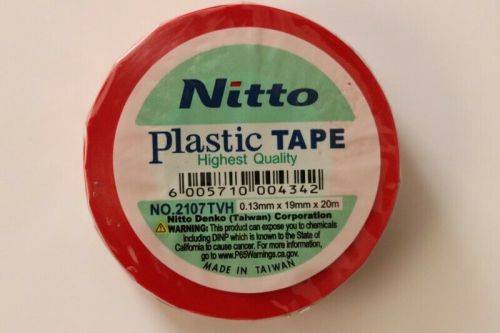 Nitto
Plastic TAPE
Highest Quality
6 005710 004342
NO.2107TVH 0.13mm x 19mm x 20m
Nitto Denko (Taiwan) Corporation
⚠ WARNING: This product can expose you to chemicals
including DINP which is known to the State of
California to cause cancer. For more information,
go to www.P65Warnings.ca.gov.
MADE IN TAIWAN